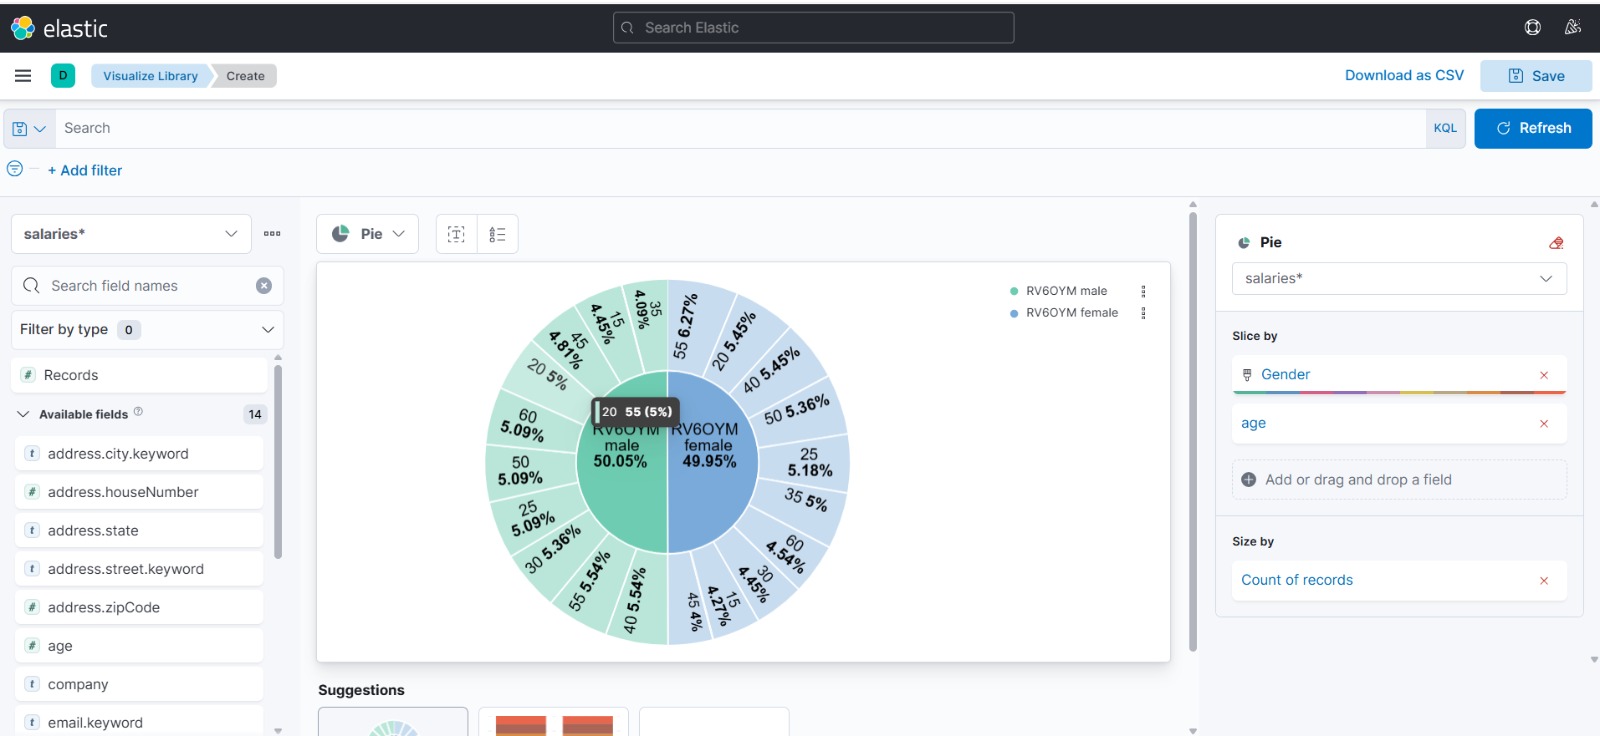 elastic
Search Elastic
D
Visualize Library
Create
Download as CSV
Save
Search
KQL
Refresh
+ Add filter
salaries*
Search field names
Filter by type 0
# Records
Available fields 14
t address.city.keyword
# address.houseNumber
t address.state
t address.street.keyword
# address.zipCode
# age
t company
t email.keyword
Pie
RV6OYM male
RV6OYM female
55 6.27%
20 5.45%
40 5.45%
50 5.36%
25
5.18%
35 5%
60
4.54%
30
4.45%
15
4.27%
45 4%
40 5.54%
55 5.54%
30 5.36%
25
5.09%
50
5.09%
60
5.09%
20 5%
45
4.81%
15
4.45%
35
4.09%
20 55 (5%)
RV6OYM
male
50.05%
RV6OYM
female
49.95%
Suggestions
Pie
salaries*
Slice by
Gender
age
Add or drag and drop a field
Size by
Count of records